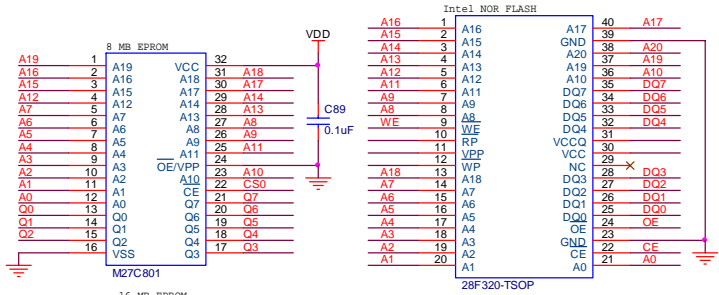 8 MB EPROM
A19 1 A19 VCC 32
A16 2 A16 A18 31 A18
A15 3 A15 A17 30 A17
A12 4 A12 A14 29 A14
A7 5 A7 A13 28 A13
A6 6 A6 A8 27 A8
A5 7 A5 A9 26 A9
A4 8 A4 A11 25 A11
A3 9 A3 OE/VPP 24
A2 10 A2 A10 23 A10
A1 11 A1 CE 22 CS0
A0 12 A0 Q7 21 Q7
Q0 13 Q0 Q6 20 Q6
Q1 14 Q1 Q5 19 Q5
Q2 15 Q2 Q4 18 Q4
16 VSS Q3 17 Q3
M27C801
16 MB EPROM
VDD
C89
0.1uF
Intel NOR FLASH
A16 1 A16 A17 40 A17
A15 2 A15 GND 39
A14 3 A14 A20 38 A20
A13 4 A13 A19 37 A19
A12 5 A12 A10 36 A10
A11 6 A11 DQ7 35 DQ7
A9 7 A9 DQ6 34 DQ6
A8 8 A8 DQ5 33 DQ5
WE 9 WE DQ4 32 DQ4
10 RP VCCQ 31
11 VPP VCC 30
12 WP NC 29
A18 13 A18 DQ3 28 DQ3
A7 14 A7 DQ2 27 DQ2
A6 15 A6 DQ1 26 DQ1
A5 16 A5 DQ0 25 DQ0
A4 17 A4 OE 24 OE
A3 18 A3 GND 23
A2 19 A2 CE 22 CE
A1 20 A1 A0 21 A0
28F320-TSOP